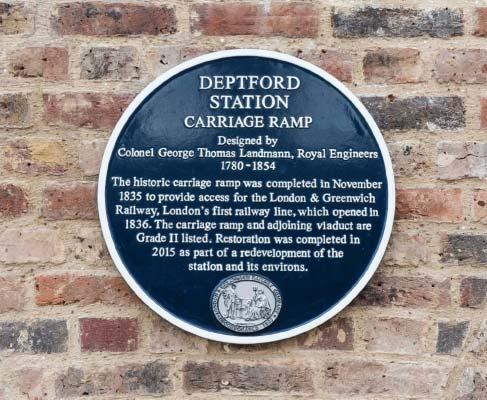 DEPTFORD
STATION
CARRIAGE RAMP
Designed by
Colonel George Thomas Landmann, Royal Engineers
1780-1854
The historic carriage ramp was completed in November
1835 to provide access for the London & Greenwich
Railway, London's first railway line, which opened in
1836. The carriage ramp and adjoining viaduct are
Grade II listed. Restoration was completed in
2015 as part of a redevelopment of the
station and its environs.